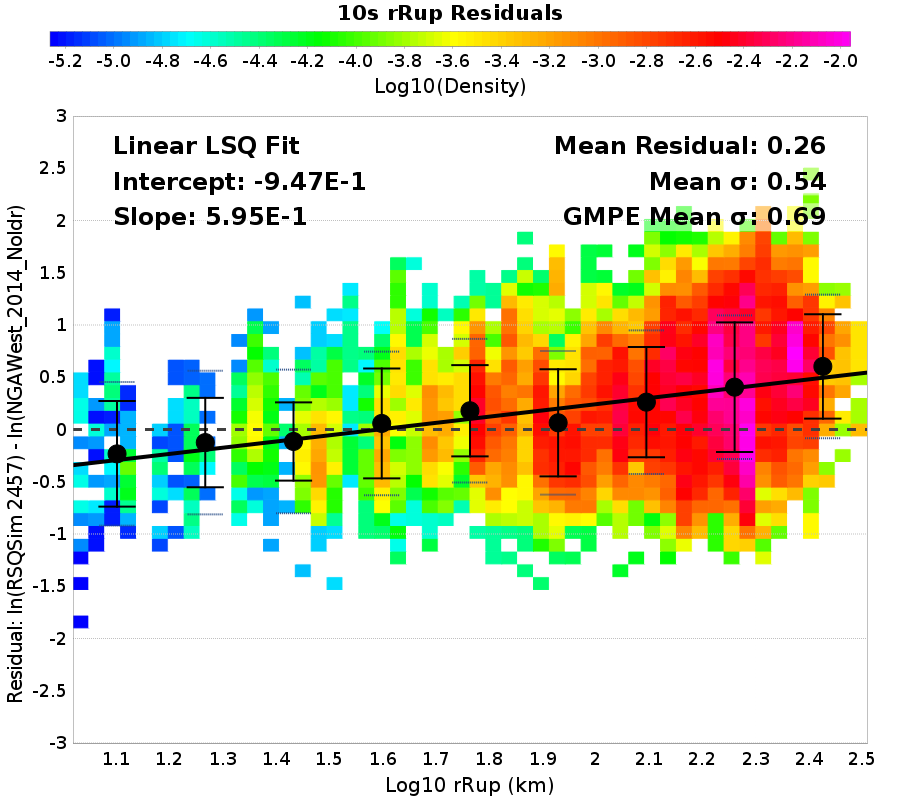 10s rRup Residuals
-5.2 -5.0 -4.8 -4.6 -4.4 -4.2 -4.0 -3.8 -3.6 -3.4 -3.2 -3.0 -2.8 -2.6 -2.4 -2.2 -2.0
Log10(Density)
Linear LSQ Fit
Intercept: -9.47E-1
Slope: 5.95E-1
Mean Residual: 0.26
Mean σ: 0.54
GMPE Mean σ: 0.69
Residual: ln(RSQSim 2457) - ln(NGAWest_2014_NoIdr)
3
2.5
2
1.5
1
0.5
0
-0.5
-1
-1.5
-2
-2.5
-3
1.1 1.2 1.3 1.4 1.5 1.6 1.7 1.8 1.9 2 2.1 2.2 2.3 2.4 2.5
Log10 rRup (km)